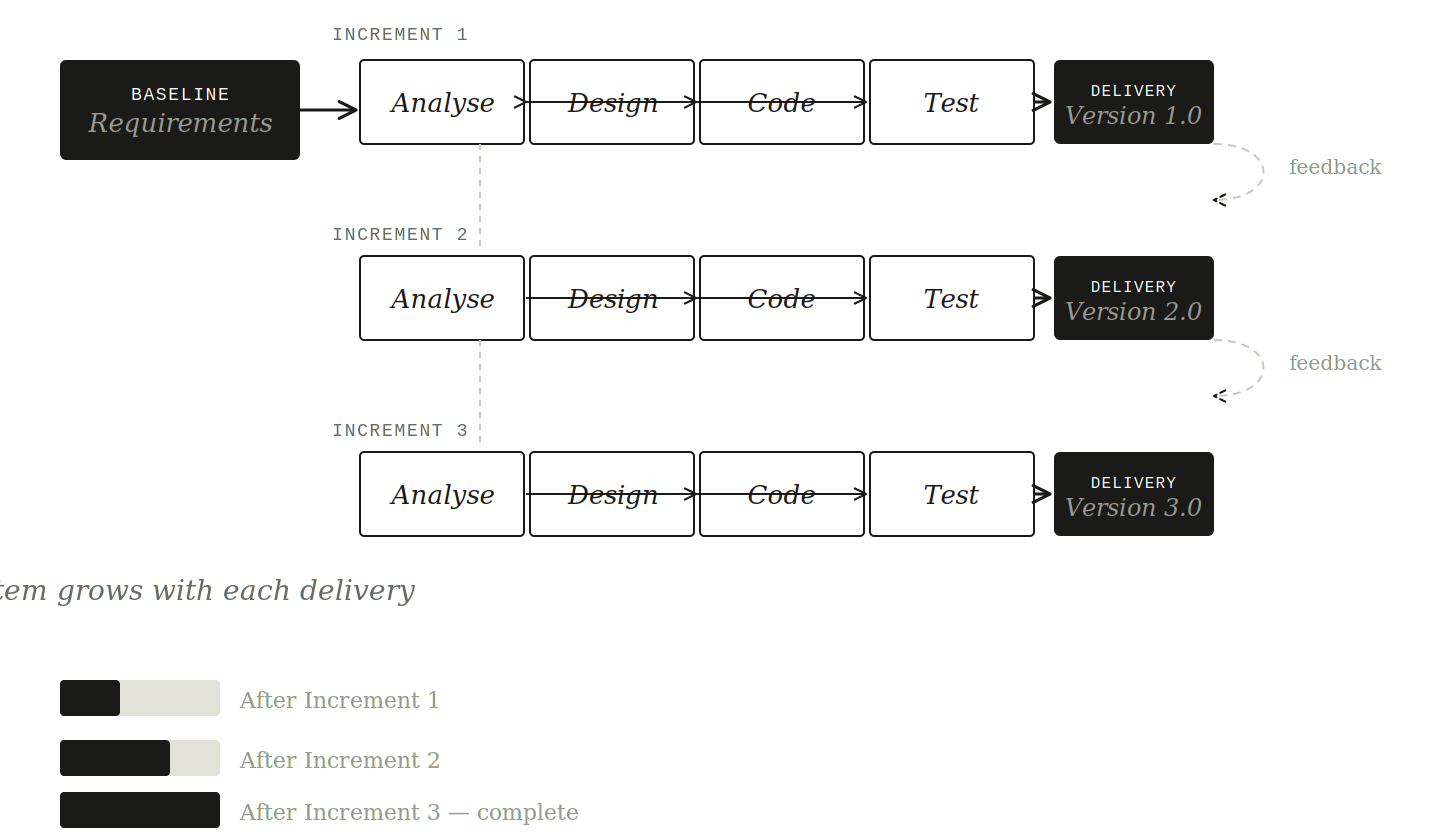 INCREMENT 1
BASELINE
Requirements
Analyse
Design
Code
Test
DELIVERY
Version 1.0
feedback
INCREMENT 2
Analyse
Design
Code
Test
DELIVERY
Version 2.0
feedback
INCREMENT 3
Analyse
Design
Code
Test
DELIVERY
Version 3.0
grows with each delivery
After Increment 1
After Increment 2
After Increment 3 — complete